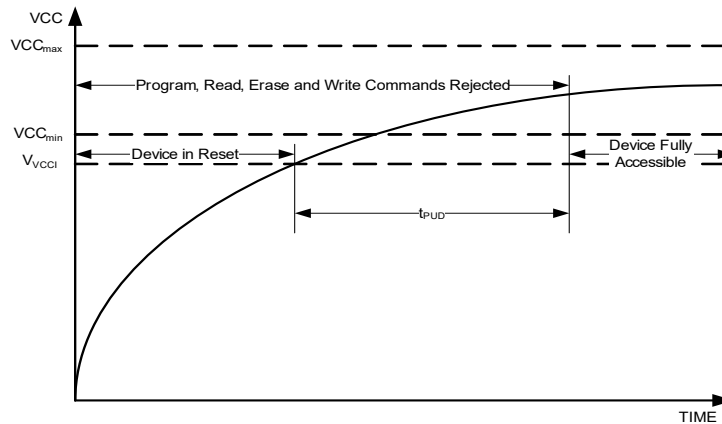 VCC
VCCmax
Program, Read, Erase and Write Commands Rejected
VCCmin
Device in Reset
Device Fully
Accessible
VVCCI
tPUD
TIME